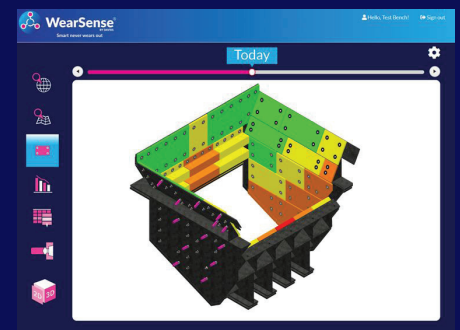 WearSense®
Smart never wears out
Hello, Test Bench!
Sign out
Today
2D 3D